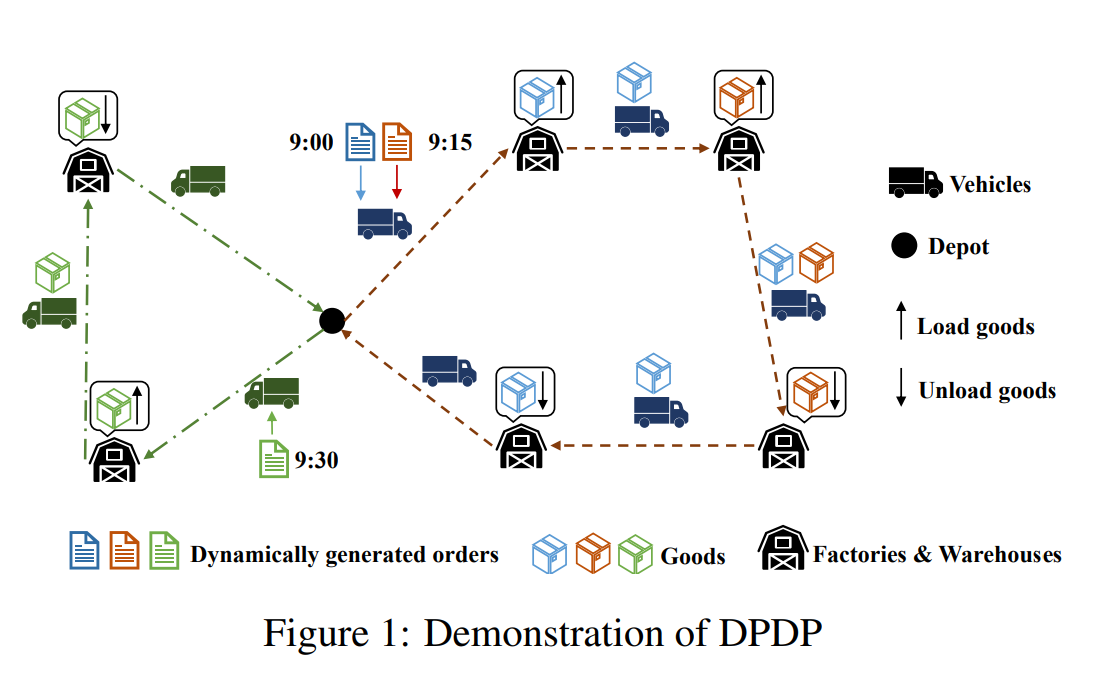 9:00
9:15
Vehicles
Depot
Load goods
Unload goods
9:30
Dynamically generated orders
Goods
Factories & Warehouses
Figure 1: Demonstration of DPDP